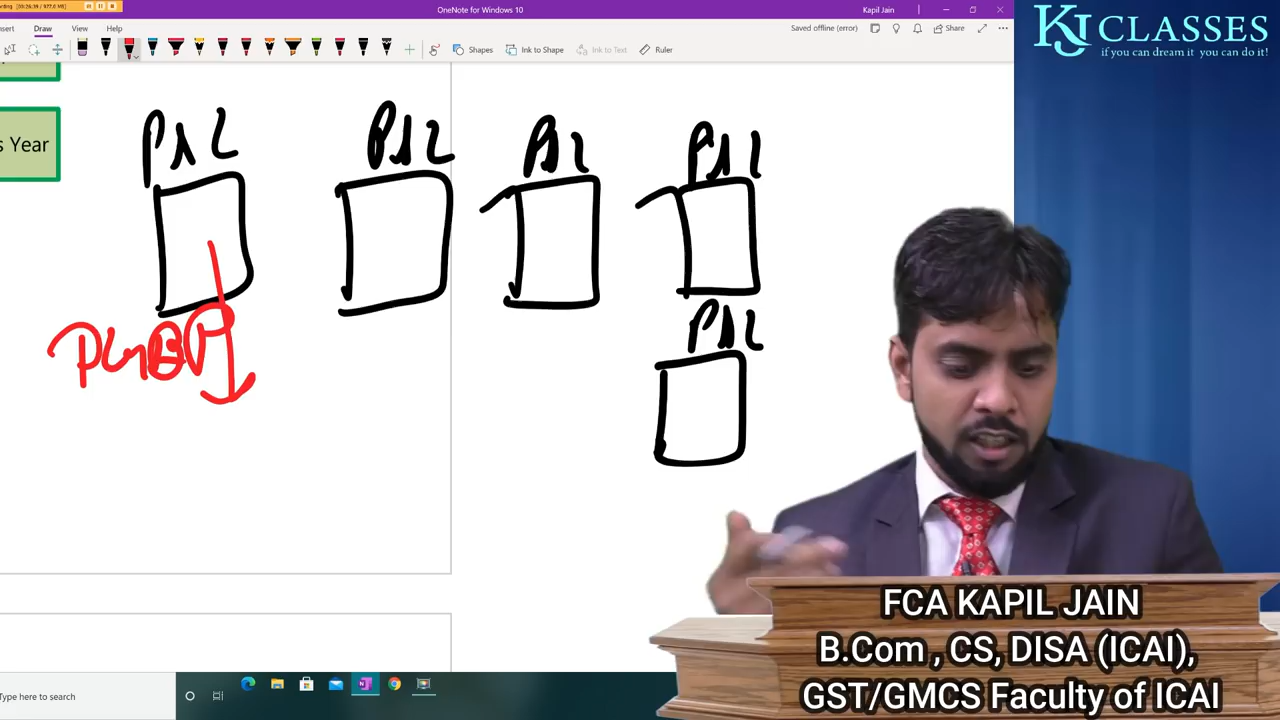 OneNote for Windows 10
Kapil Jain
Insert
Draw
View
Help
Saved offline (error)
Share
Shapes
Ink to Shape
Ink to Text
Ruler
s Year
P&L P&L P&L P&L
PGBP
P&L
KJ CLASSES
if you can dream it you can do it!
FCA KAPIL JAIN
B.Com , CS, DISA (ICAI),
GST/GMCS Faculty of ICAI
Type here to search